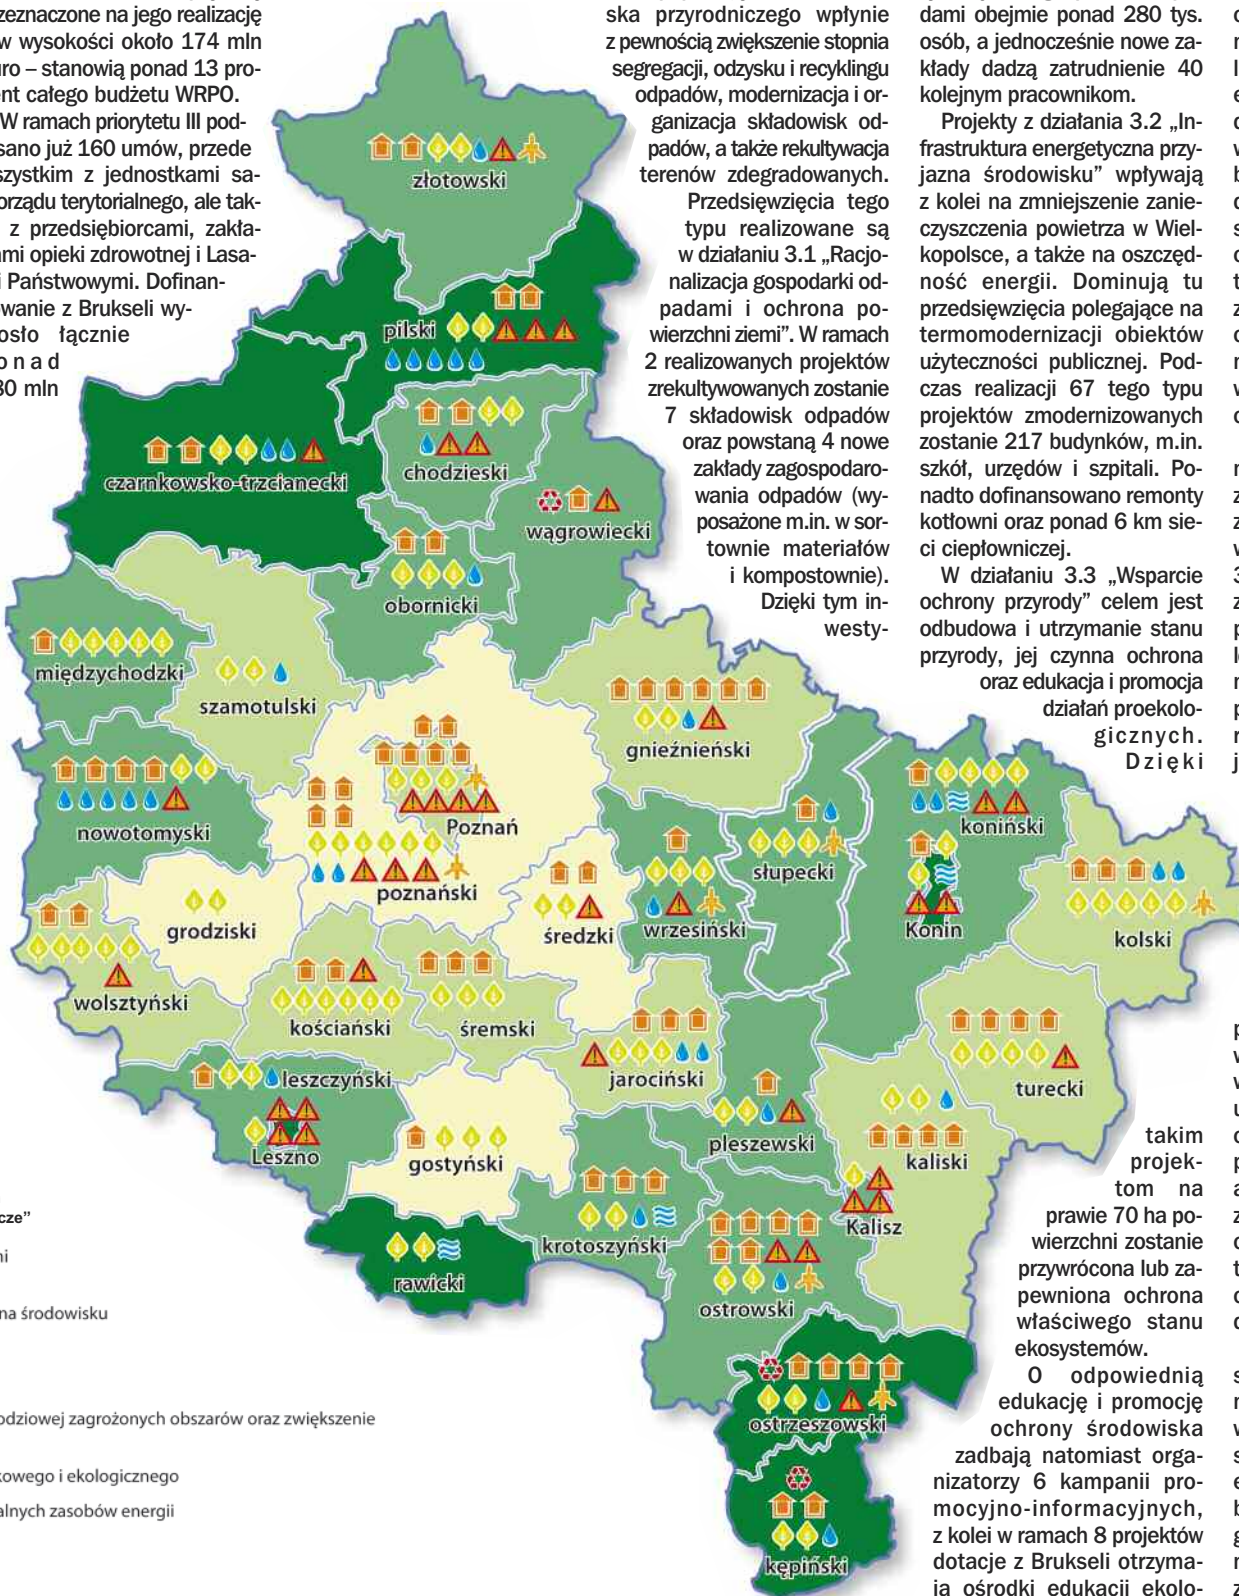 zeznaczone na jego realizację
w wysokości około 174 mln
uro – stanowią ponad 13 pro-
ent całego budżetu WRPO.
W ramach priorytetu III pod-
sano już 160 umów, przede
szystkim z jednostkami sa-
orządu terytorialnego, ale tak-
z przedsiębiorcami, zakła-
ami opieki zdrowotnej i Lasa-
i Państwowymi. Dofinan-
owanie z Brukseli wy-
osło łącznie
onad
30 mln
ska przyrodniczego wpłynie
z pewnością zwiększenie stopnia
segregacji, odzysku i recyklingu
odpadów, modernizacja i or-
ganizacja składowisk od-
padów, a także rekultywacja
terenów zdegradowanych.
Przedsięwzięcia tego
typu realizowane są
w działaniu 3.1 „Racjo-
nalizacja gospodarki od-
padami i ochrona po-
wierzchni ziemi”. W ramach
2 realizowanych projektów
zrekultywowanych zostanie
7 składowisk odpadów
oraz powstaną 4 nowe
zakłady zagospodaro-
wania odpadów (wy-
posażone m.in. w sor-
townie materiałów
i kompostownie).
Dzięki tym in-
westy-
dami obejmie ponad 280 tys.
osób, a jednocześnie nowe za-
kłady dadzą zatrudnienie 40
kolejnym pracownikom.
Projekty z działania 3.2 „In-
frastruktura energetyczna przy-
jazna środowisku” wpływają
z kolei na zmniejszenie zanie-
czyszczenia powietrza w Wiel-
kopolsce, a także na oszczęd-
ność energii. Dominują tu
przedsięwzięcia polegające na
termomodernizacji obiektów
użyteczności publicznej. Pod-
czas realizacji 67 tego typu
projektów zmodernizowanych
zostanie 217 budynków, m.in.
szkół, urzędów i szpitali. Po-
nadto dofinansowano remonty
kotłowni oraz ponad 6 km sie-
ci ciepłowniczej.
W działaniu 3.3 „Wsparcie
ochrony przyrody” celem jest
odbudowa i utrzymanie stanu
przyrody, jej czynna ochrona
oraz edukacja i promocja
działań proekolo-
gicznych.
Dzięki
takim
projek-
tom na
prawie 70 ha po-
wierzchni zostanie
przywrócona lub za-
pewniona ochrona
właściwego stanu
ekosystemów.
O odpowiednią
edukację i promocję
ochrony środowiska
zadbają natomiast orga-
nizatorzy 6 kampanii pro-
mocyjno-informacyjnych,
z kolei w ramach 8 projektów
dotacje z Brukseli otrzyma-
ją ośrodki edukacji ekolo-
złotowski
pilski
czarnkowsko-trzcianecki
chodzieski
wągrowiecki
obornicki
międzychodzki
szamotulski
gnieźnieński
nowotomyski
Poznań
poznański
koniński
słupecki
Konin
kolski
grodziski
średzki
wrzesiński
wolsztyński
kościański
śremski
jarociński
turecki
leszczyński
Leszno
gostyński
pleszewski
kaliski
Kalisz
rawicki
krotoszyński
ostrowski
ostrzeszowski
kępiński
cze”
ni
na środowisku
odziowej zagrożonych obszarów oraz zwiększenie
kowego i ekologicznego
alnych zasobów energii